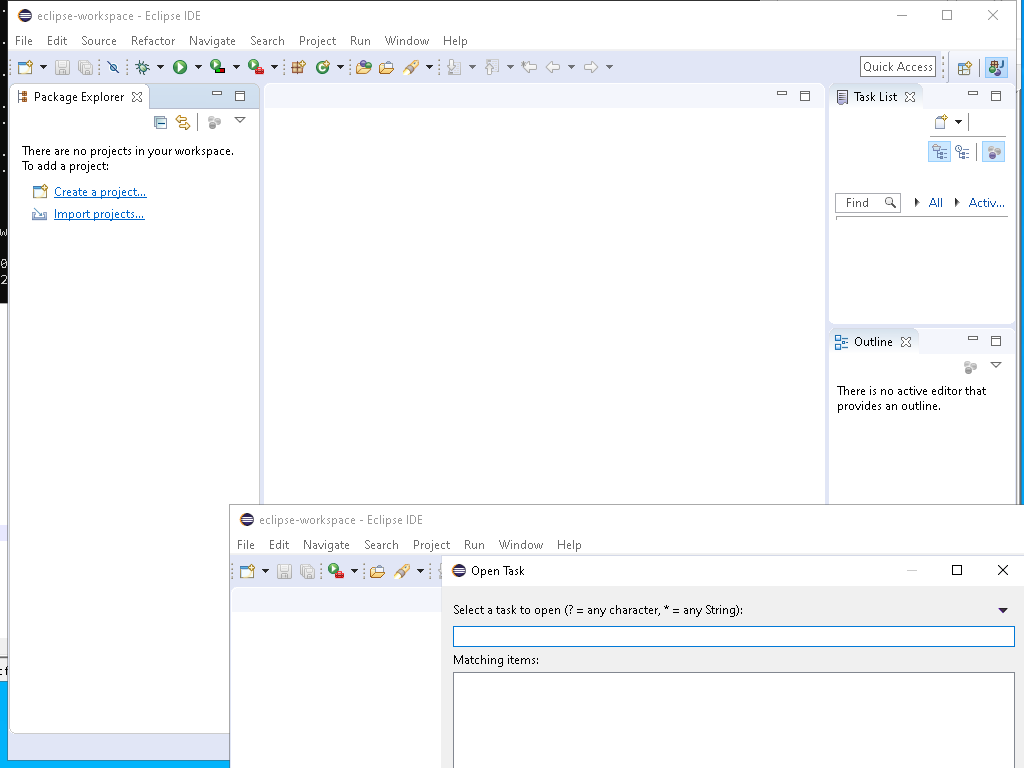 eclipse-workspace - Eclipse IDE
File Edit Source Refactor Navigate Search Project Run Window Help
Quick Access
Package Explorer
There are no projects in your workspace.
To add a project:
Create a project...
Import projects...
Task List
Find All Activ...
Outline
There is no active editor that
provides an outline.
eclipse-workspace - Eclipse IDE
File Edit Navigate Search Project Run Window Help
Open Task
Select a task to open (? = any character, * = any String):
Matching items: